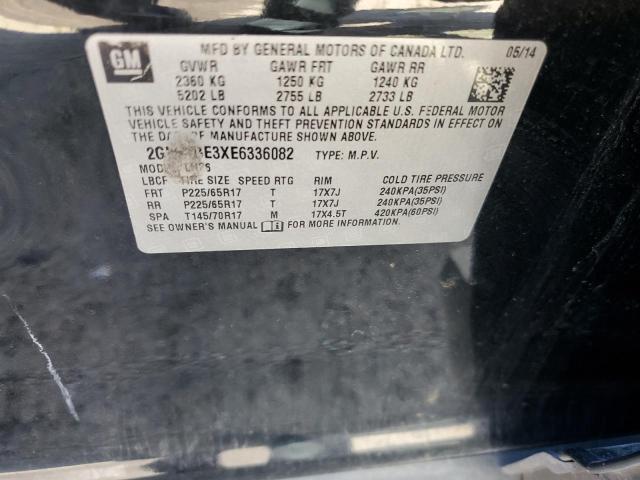 GM
MFD BY GENERAL MOTORS OF CANADA LTD. 05/14
GVWR GAWR FRT GAWR RR
2360 KG 1250 KG 1240 KG
5202 LB 2755 LB 2733 LB
THIS VEHICLE CONFORMS TO ALL APPLICABLE U.S. FEDERAL MOTOR
VEHICLE SAFETY AND THEFT PREVENTION STANDARDS IN EFFECT ON THE
DATE OF MANUFACTURE SHOWN ABOVE.
TYPE: M.P.V.
LBCF TIRE SIZE SPEED RTG RIM COLD TIRE PRESSURE
FRT P225/65R17 T 17X7J 240KPA(35PSI)
RR P225/65R17 T 17X7J 240KPA(35PSI)
SPA T145/70R17 M 17X4.5T 420KPA(60PSI)
SEE OWNER'S MANUAL FOR MORE INFORMATION.